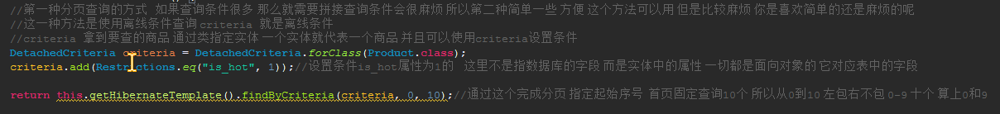 //第一种分页查询的方式 如果查询条件很多 那么就需要拼接查询条件会很麻烦 所以第二种简单一些 方便 这个方法可以用 但是比较麻烦 你是喜欢简单的还是麻烦的呢
//这一种方法是使用离线条件查询 criteria 就是离线条件
//criteria 拿到要查的商品 通过类指定实体 一个实体就代表一个商品 并且可以使用criteria设置条件
DetachedCriteria criteria = DetachedCriteria.forClass(Product.class);
criteria.add(Restrictions.eq("is_hot", 1));//设置条件is_hot属性为1的 这里不是指数据库的字段 而是实体中的属性 一切都是面向对象的 它对应表中的字段
return this.getHibernateTemplate().findByCriteria(criteria, 0, 10);//通过这个完成分页 指定起始序号 首页固定查询10个 所以从0到10 左包右不包 0-9 十个 算上0和9